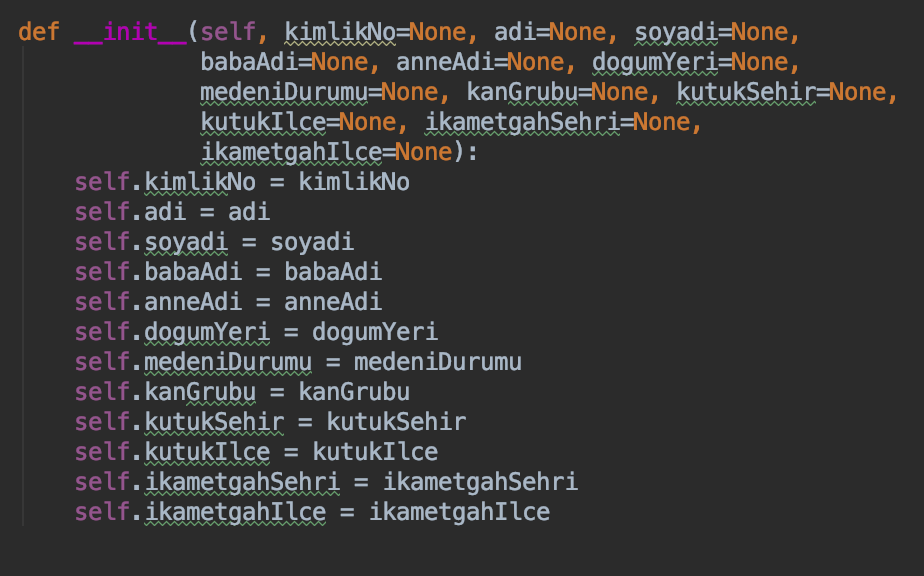 def __init__(self, kimlikNo=None, adi=None, soyadi=None,
babaAdi=None, anneAdi=None, dogumYeri=None,
medeniDurumu=None, kanGrubu=None, kutukSehir=None,
kutukIlce=None, ikametgahSehri=None,
ikametgahIlce=None):
self.kimlikNo = kimlikNo
self.adi = adi
self.soyadi = soyadi
self.babaAdi = babaAdi
self.anneAdi = anneAdi
self.dogumYeri = dogumYeri
self.medeniDurumu = medeniDurumu
self.kanGrubu = kanGrubu
self.kutukSehir = kutukSehir
self.kutukIlce = kutukIlce
self.ikametgahSehri = ikametgahSehri
self.ikametgahIlce = ikametgahIlce